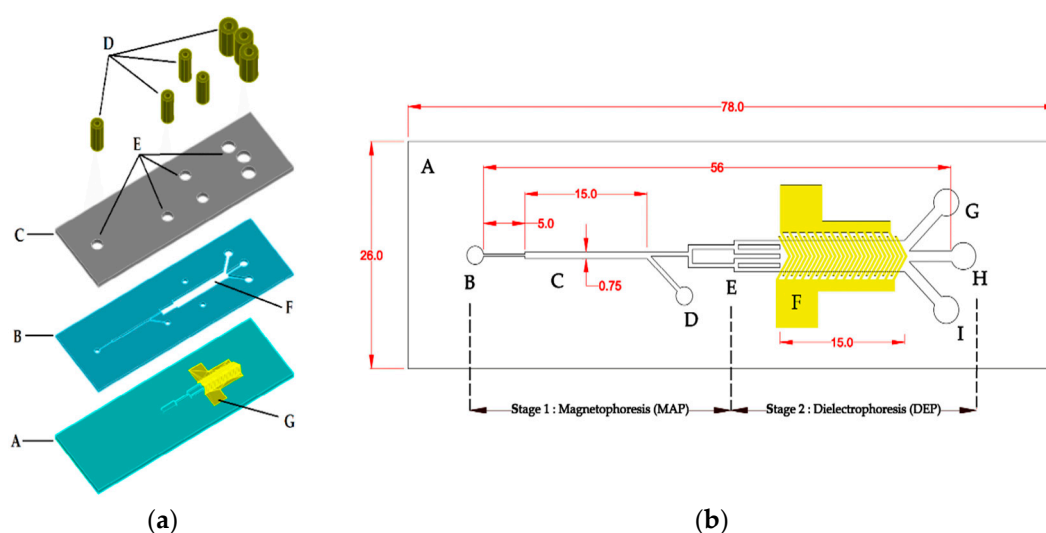 D
E
C
F
B
A
G
(a)
78.0
A
56
15.0
5.0
G
26.0
B
C
H
0.75
E
F
D
I
15.0
Stage 1 : Magnetophoresis (MAP)
Stage 2 : Dielectrophoresis (DEP)
(b)